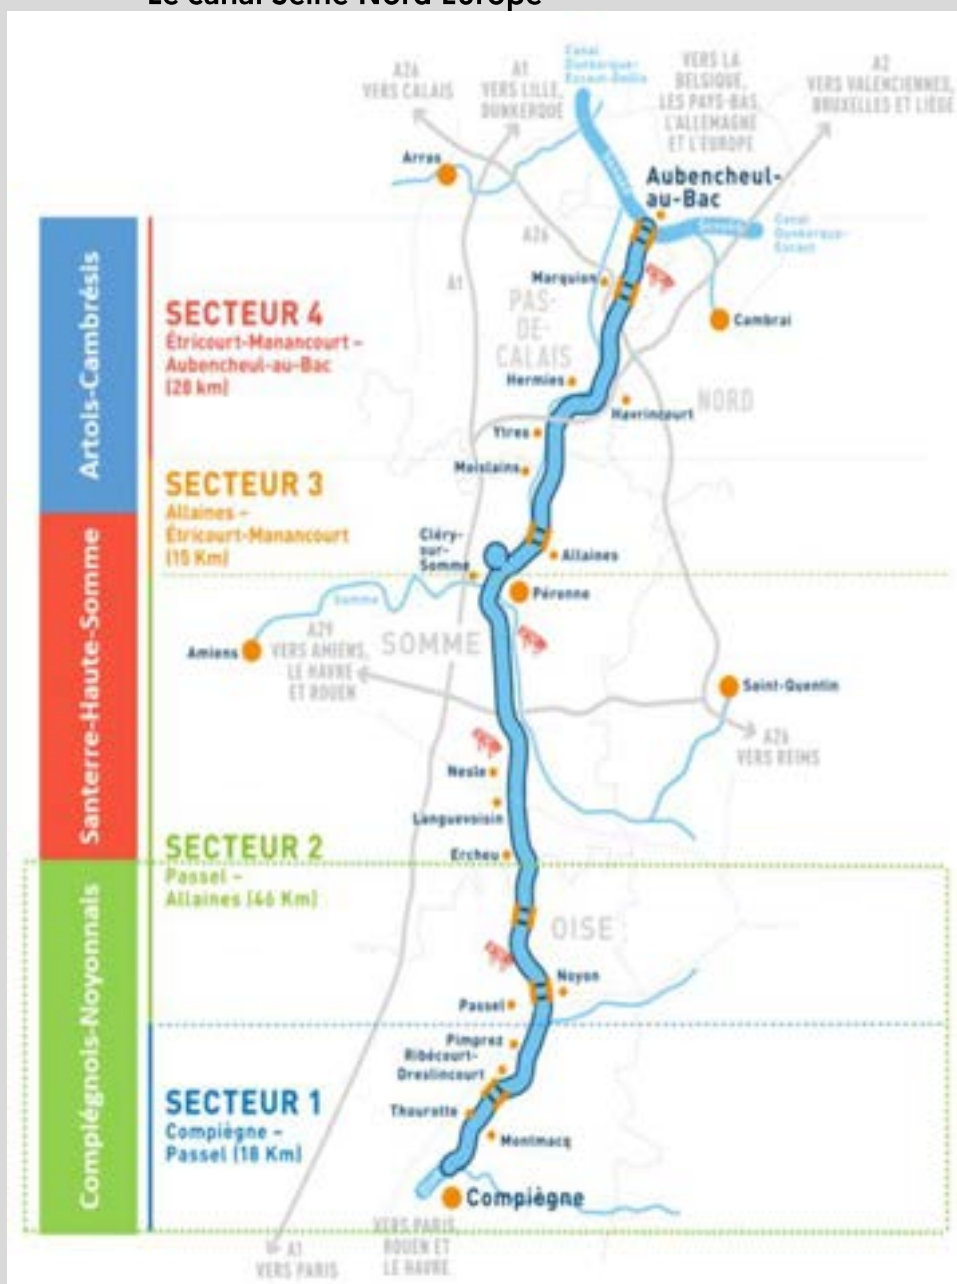 Le canal Seine-Nord Europe
A26
VERS CALAIS
A1
VERS LILLE,
DUNKERQUE
Canal
Dunkerque-
Escaut-
VERS LA
BELGIQUE,
LES PAYS-BAS,
L'ALLEMAGNE
ET L'EUROPE
A2
VERS VALENCIENNES,
BRUXELLES ET LIÈGE
Arras
Aubencheul-
au-Bac
Canal
Dunkerque-
Escaut
A26
A1
Marquion
Cambrai
PAS-
DE-
CALAIS
Hermies
NORD
Havrincourt
Ytres
Moislains
Artois-Cambrésis
SECTEUR 4
Étricourt-Manancourt –
Aubencheul-au-Bac
(28 km)
SECTEUR 3
Allaines –
Étricourt-Manancourt
(15 Km)
Cléry-
sur-
Somme
Allaines
Péronne
Somme
Amiens
A29
VERS AMIENS,
LE HAVRE
ET ROUEN
SOMME
Saint-Quentin
A26
VERS REIMS
Santerre-Haute-Somme
Nesle
Languevoisin
Ercheu
SECTEUR 2
Passel –
Allaines (46 Km)
OISE
Noyon
Passel
Compiégnois-Noyonnais
Pimprez
Ribécourt-
Dreslincourt
Thourotte
Montmacq
SECTEUR 1
Compiègne –
Passel (18 Km)
Compiègne
VERS PARIS,
ROUEN ET
LE HAVRE
A1
VERS PARIS